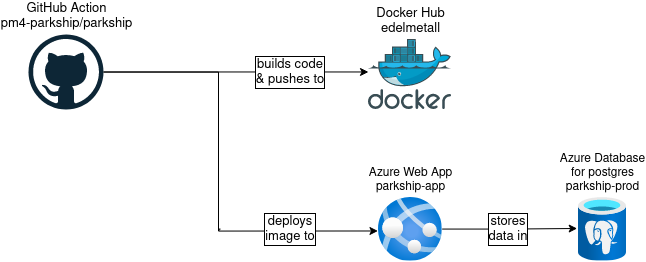 GitHub Action
pm4-parkship/parkship
Docker Hub
edelmetall
builds code
& pushes to
docker
Azure Web App
parkship-app
Azure Database
for postgres
parkship-prod
deploys
image to
stores
data in